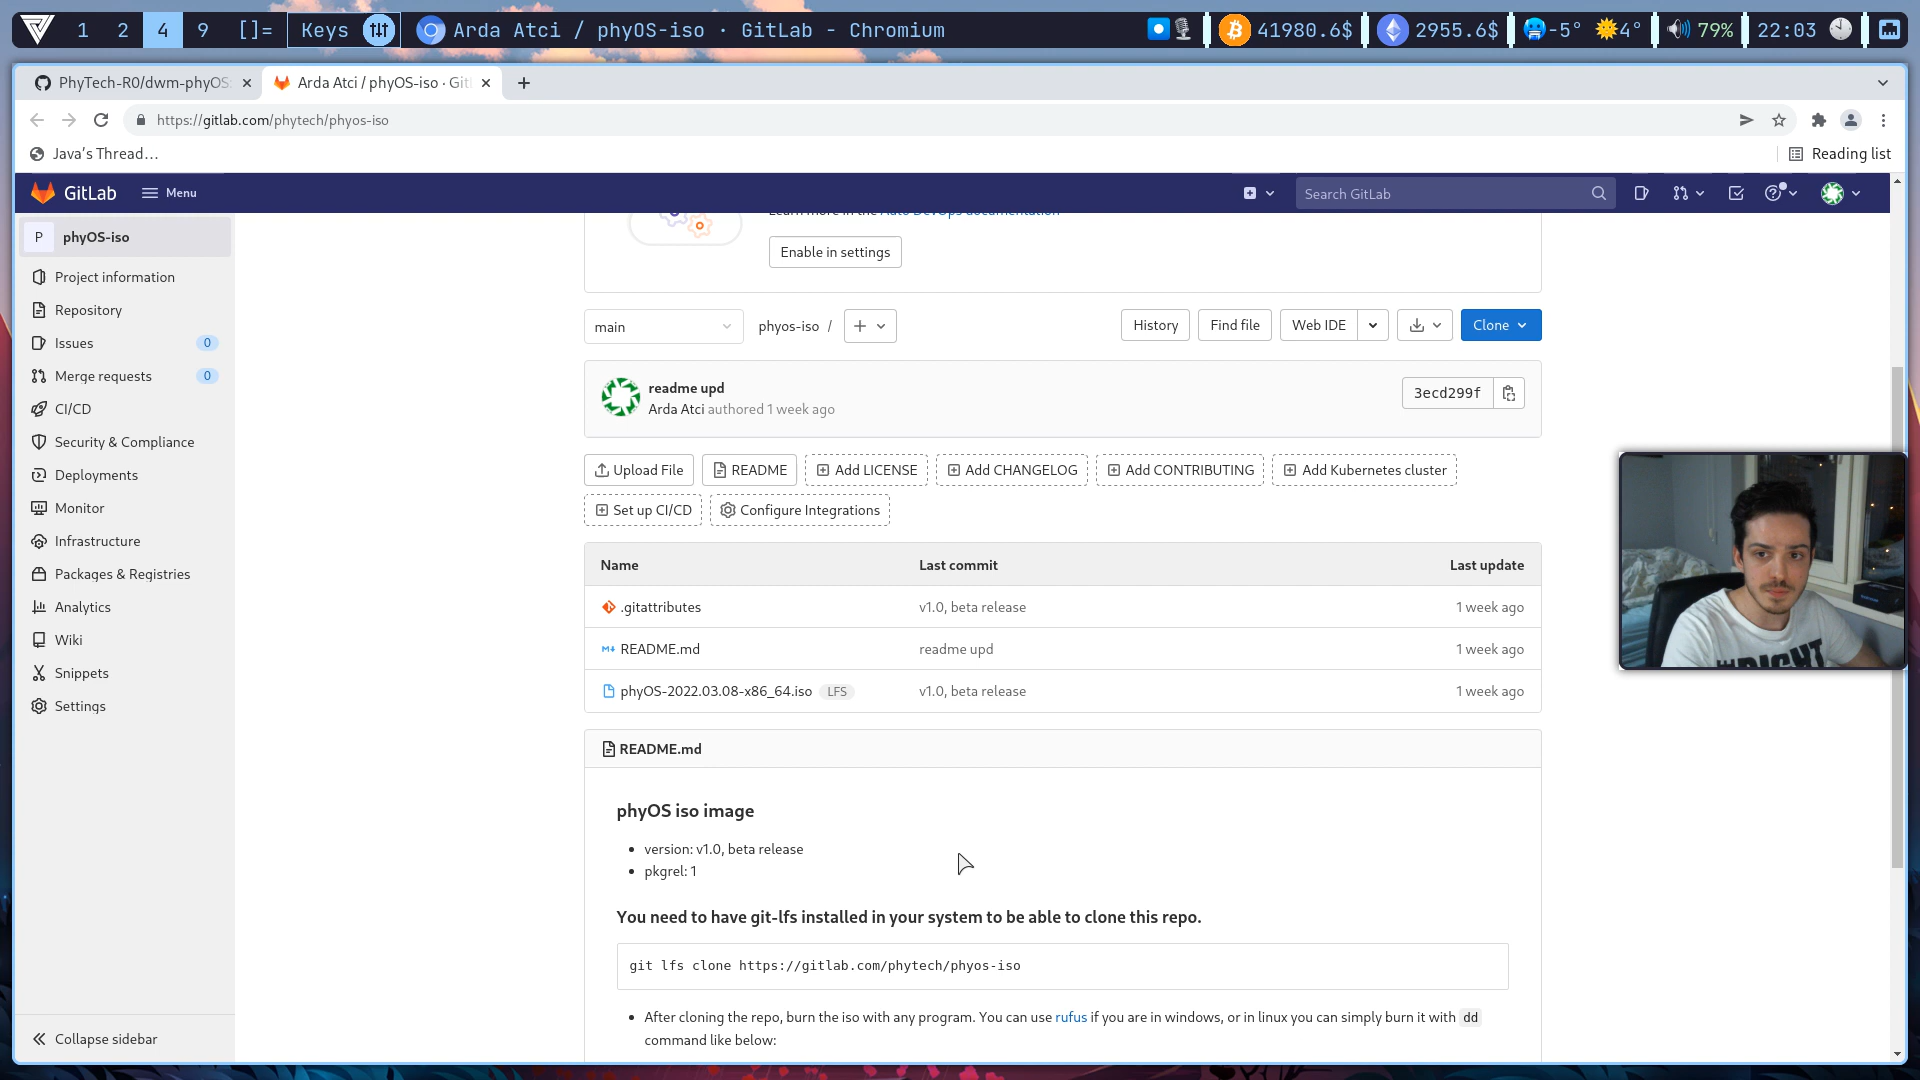 1 2 4 9 []= Keys Arda Atci / phyOS-iso · GitLab - Chromium 41980.6$ 2955.6$ -5° 4° 79% 22:03
PhyTech-R0/dwm-phyOS: Arda Atci / phyOS-iso · Gitl
https://gitlab.com/phytech/phyos-iso
Java's Thread… Reading list
GitLab Menu Search GitLab
P phyOS-iso
Project information
Repository
Issues 0
Merge requests 0
CI/CD
Security & Compliance
Deployments
Monitor
Infrastructure
Packages & Registries
Analytics
Wiki
Snippets
Settings
Collapse sidebar
Learn more in the Auto DevOps documentation
Enable in settings
main phyos-iso / + History Find file Web IDE Clone
readme upd
Arda Atci authored 1 week ago
3ecd299f
Upload File README Add LICENSE Add CHANGELOG Add CONTRIBUTING Add Kubernetes cluster
Set up CI/CD Configure Integrations
Name Last commit Last update
.gitattributes v1.0, beta release 1 week ago
README.md readme upd 1 week ago
phyOS-2022.03.08-x86_64.iso LFS v1.0, beta release 1 week ago
README.md
phyOS iso image
• version: v1.0, beta release
• pkgrel: 1
You need to have git-lfs installed in your system to be able to clone this repo.
git lfs clone https://gitlab.com/phytech/phyos-iso
• After cloning the repo, burn the iso with any program. You can use rufus if you are in windows, or in linux you can simply burn it with dd
command like below: